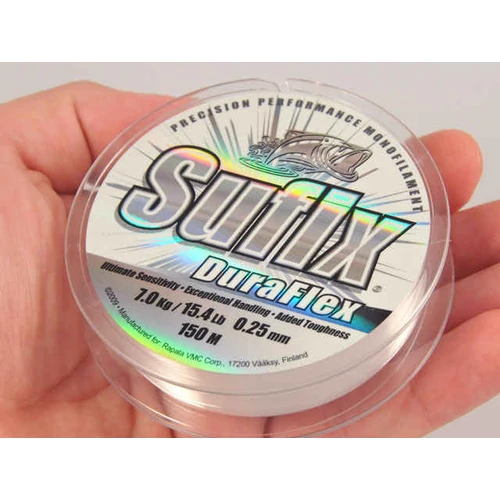 PRECISION PERFORMANCE MONOFILAMENT
Sufix
DuraFlex
Ultimate Sensitivity • Exceptional Handling • Added Toughness
7.0 Kg / 15.4 Lb 0.25 mm
150 M
©2009 • Manufactured for Rapala VMC Corp., 17200 Vääksy, Finland